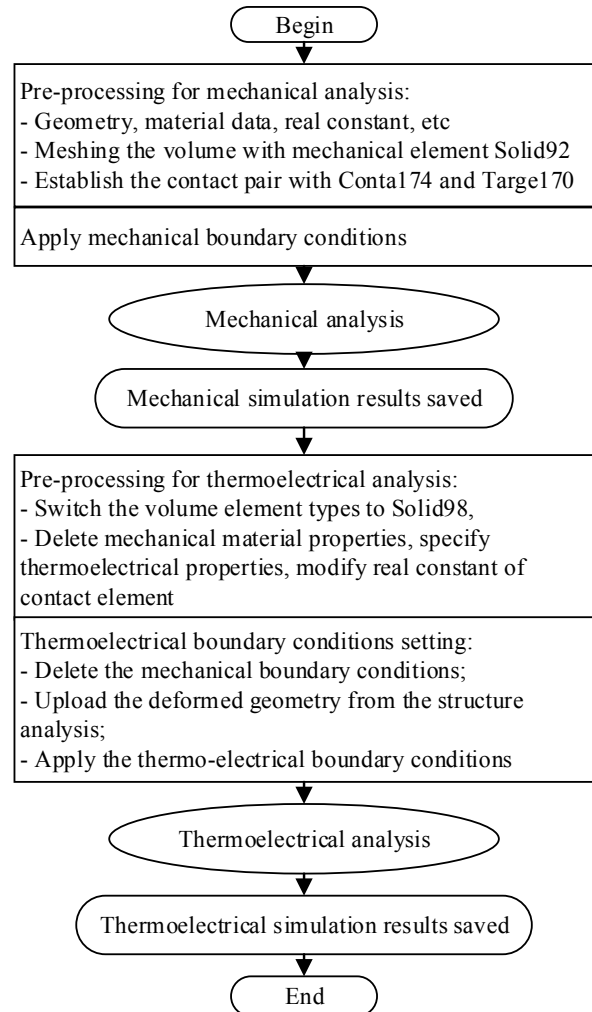 Begin
Pre-processing for mechanical analysis:
- Geometry, material data, real constant, etc
- Meshing the volume with mechanical element Solid92
- Establish the contact pair with Conta174 and Targe170
Apply mechanical boundary conditions
Mechanical analysis
Mechanical simulation results saved
Pre-processing for thermoelectrical analysis:
- Switch the volume element types to Solid98,
- Delete mechanical material properties, specify
thermoelectrical properties, modify real constant of
contact element
Thermoelectrical boundary conditions setting:
- Delete the mechanical boundary conditions;
- Upload the deformed geometry from the structure
analysis;
- Apply the thermo-electrical boundary conditions
Thermoelectrical analysis
Thermoelectrical simulation results saved
End